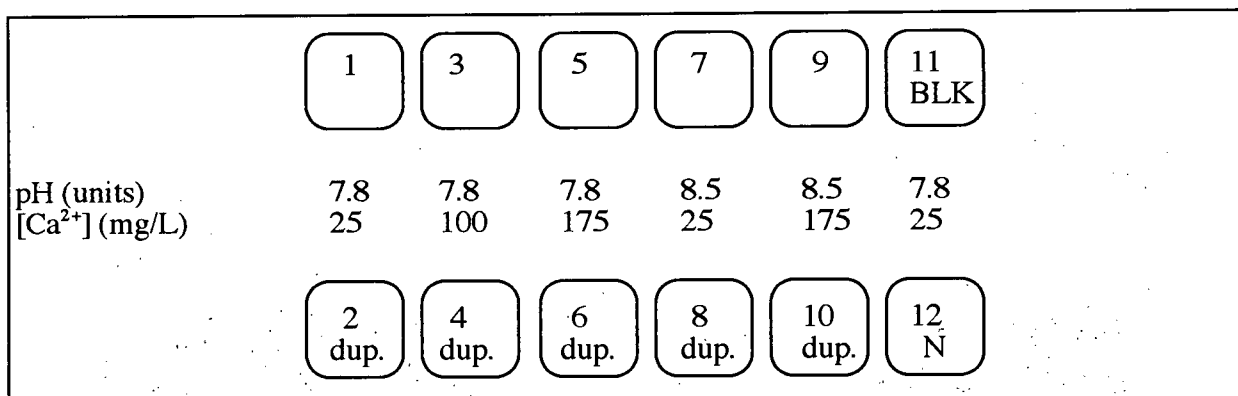 1 3 5 7 9 11
BLK
pH (units) 7.8 7.8 7.8 8.5 8.5 7.8
[Ca²⁺] (mg/L) 25 100 175 25 175 25
2 4 6 8 10 12
dup. dup. dup. dup. dup. N